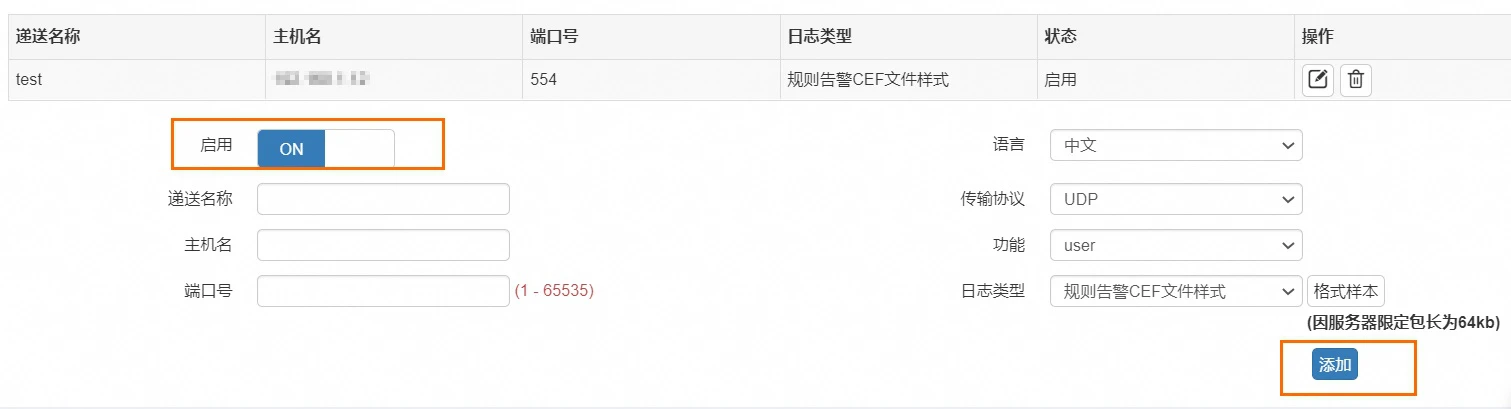 递送名称 主机名 端口号 日志类型 状态 操作
test 554 规则告警CEF文件样式 启用
启用 ON 语言 中文
递送名称 传输协议 UDP
主机名 功能 user
端口号 (1 - 65535) 日志类型 规则告警CEF文件样式 格式样本
(因服务器限定包长为64kb)
添加